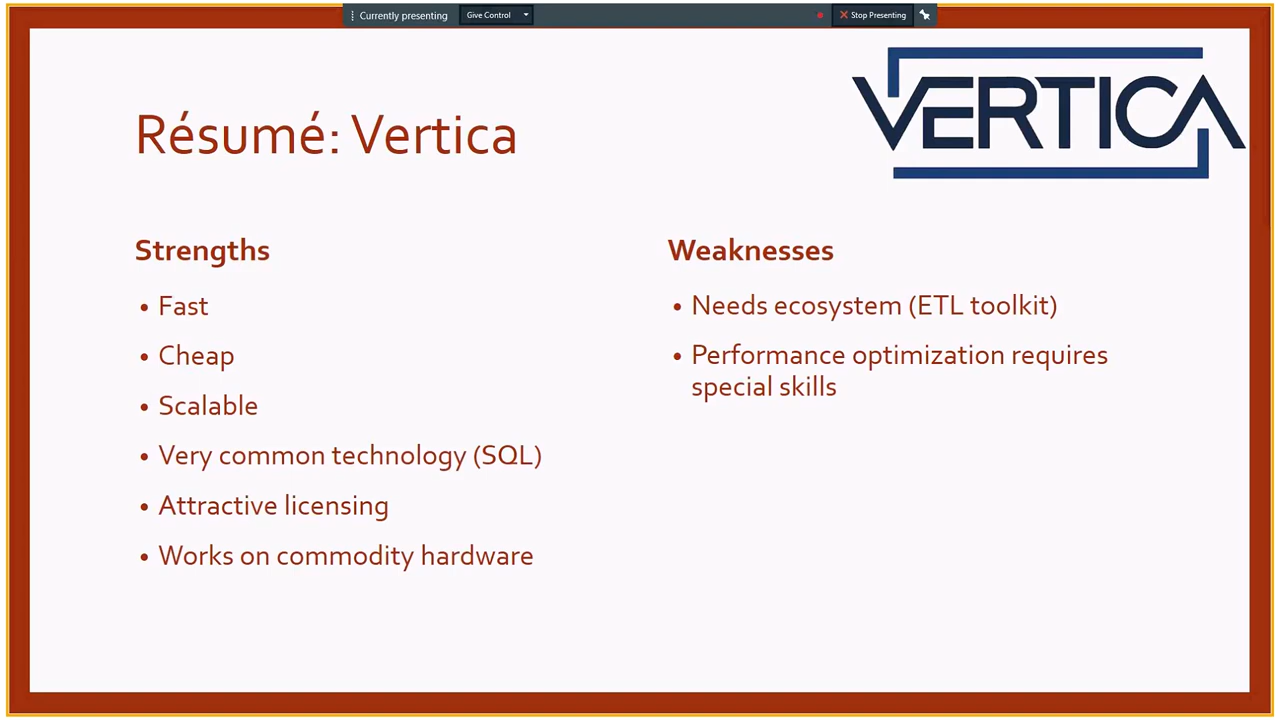 Currently presenting
Give Control
Stop Presenting
VERTICA
Résumé: Vertica
Strengths
• Fast
• Cheap
• Scalable
• Very common technology (SQL)
• Attractive licensing
• Works on commodity hardware
Weaknesses
• Needs ecosystem (ETL toolkit)
• Performance optimization requires
special skills